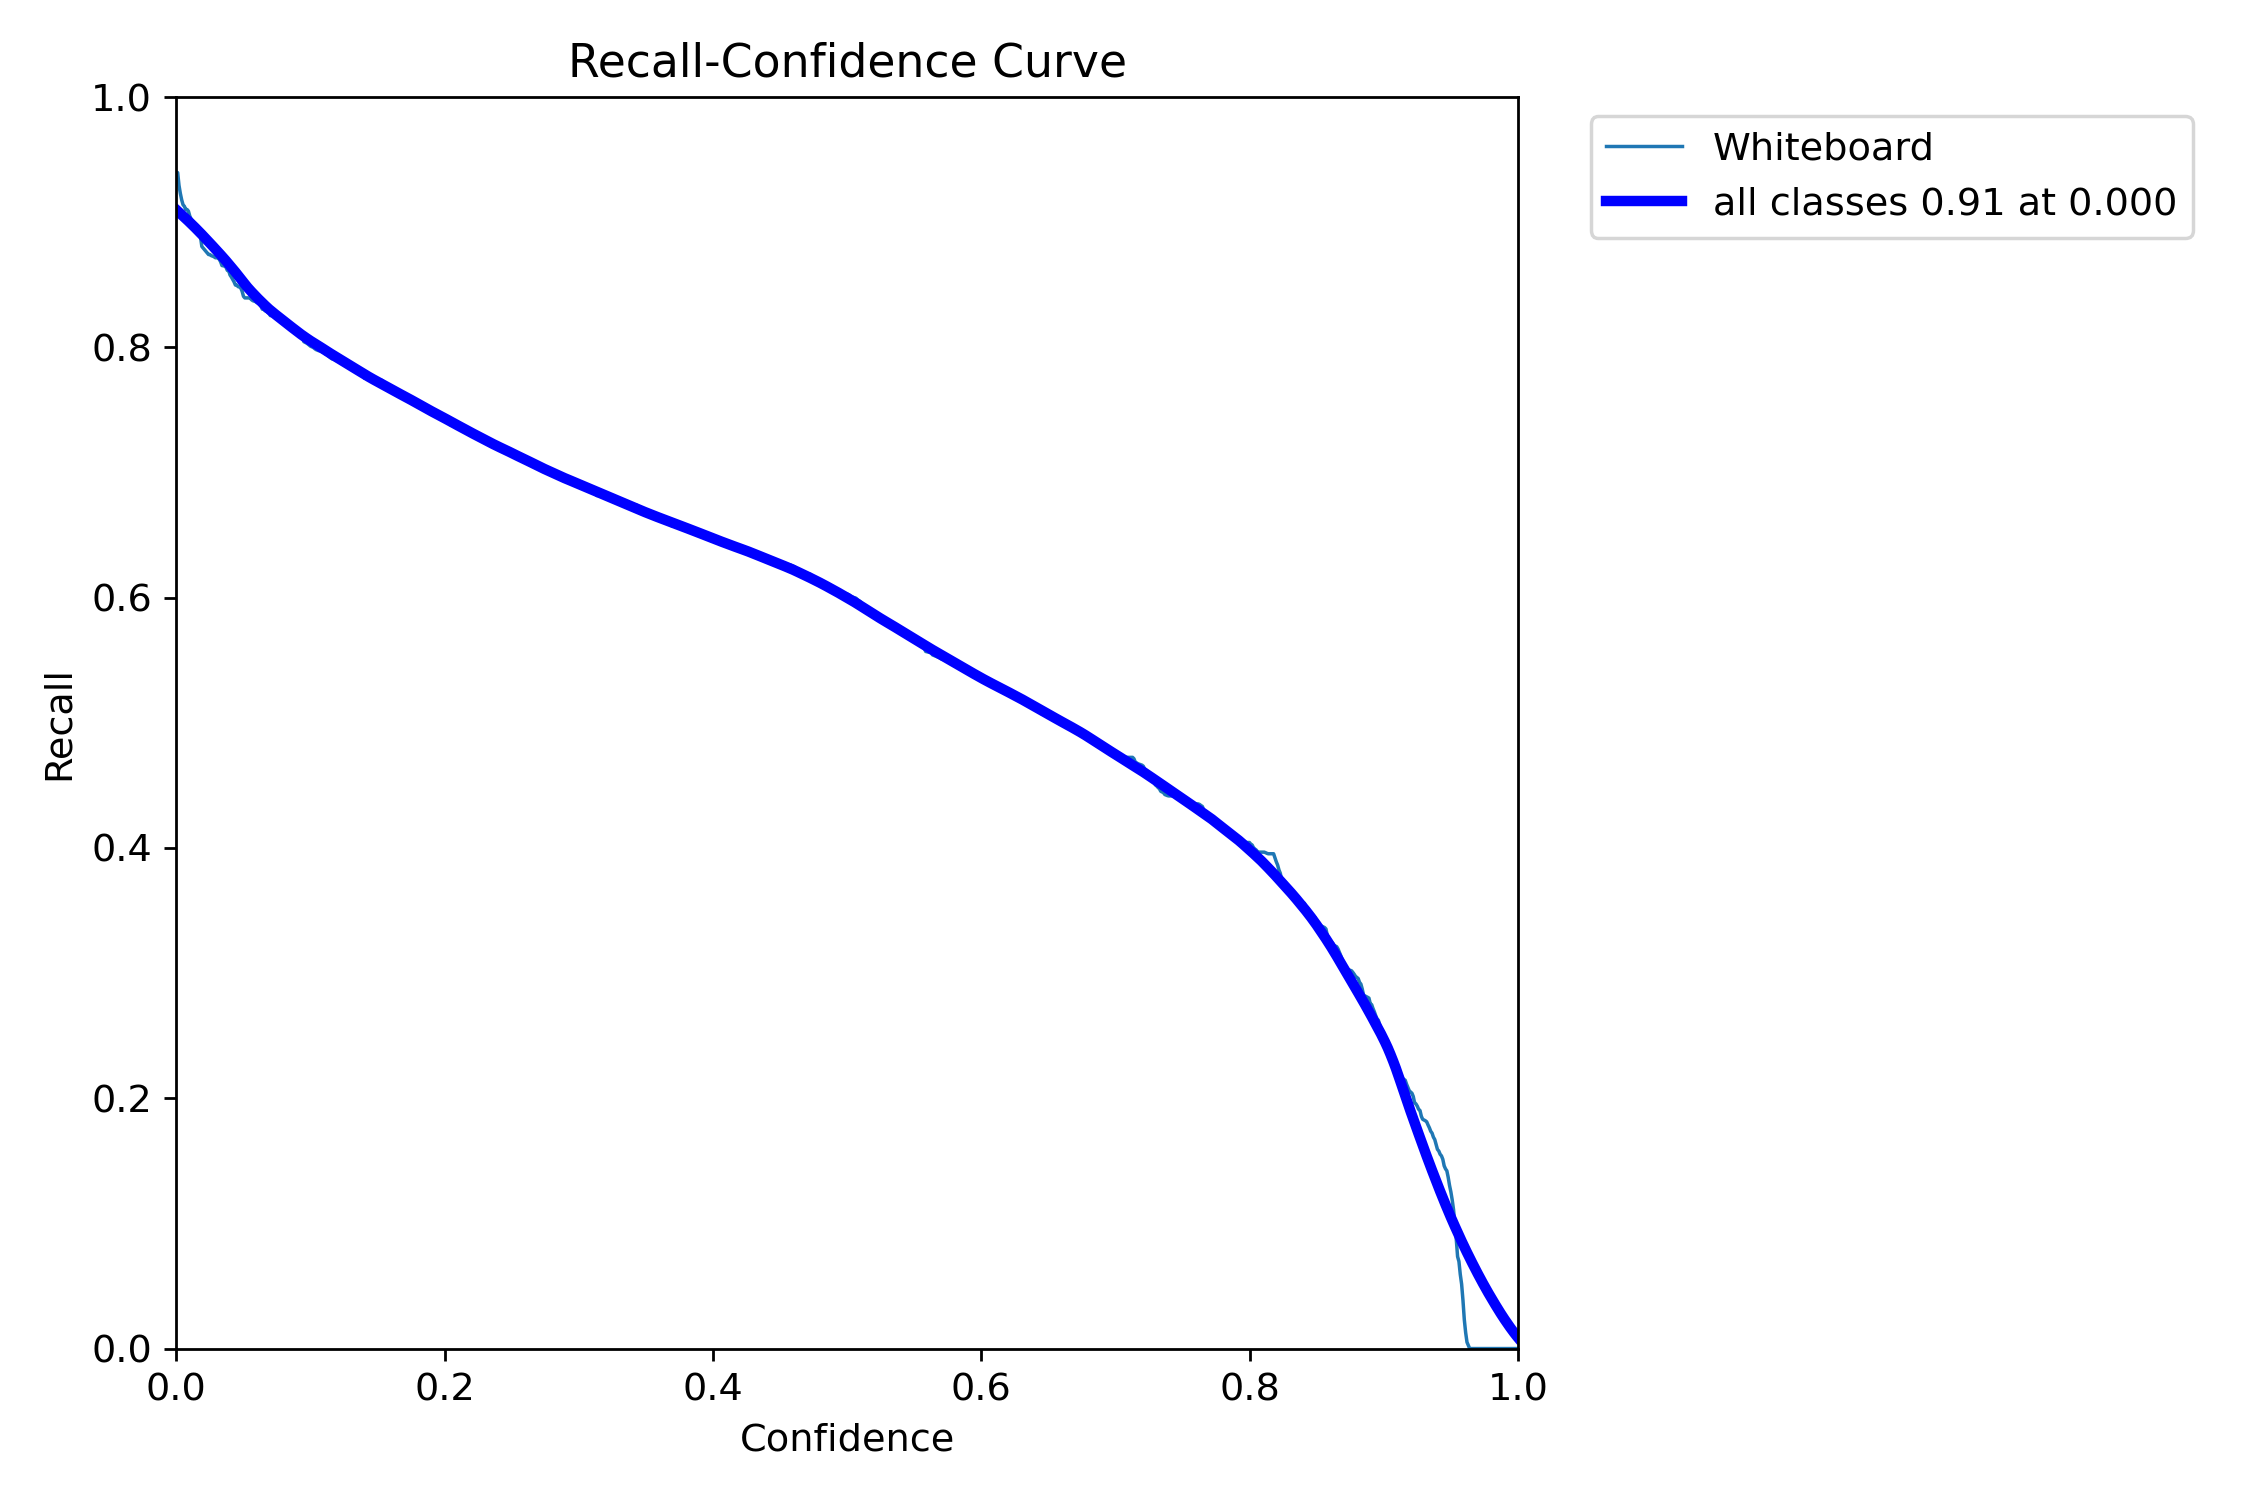 Recall-Confidence Curve
1.0
0.8
0.6
0.4
0.2
0.0
Recall
0.0 0.2 0.4 0.6 0.8 1.0
Confidence
Whiteboard
all classes 0.91 at 0.000